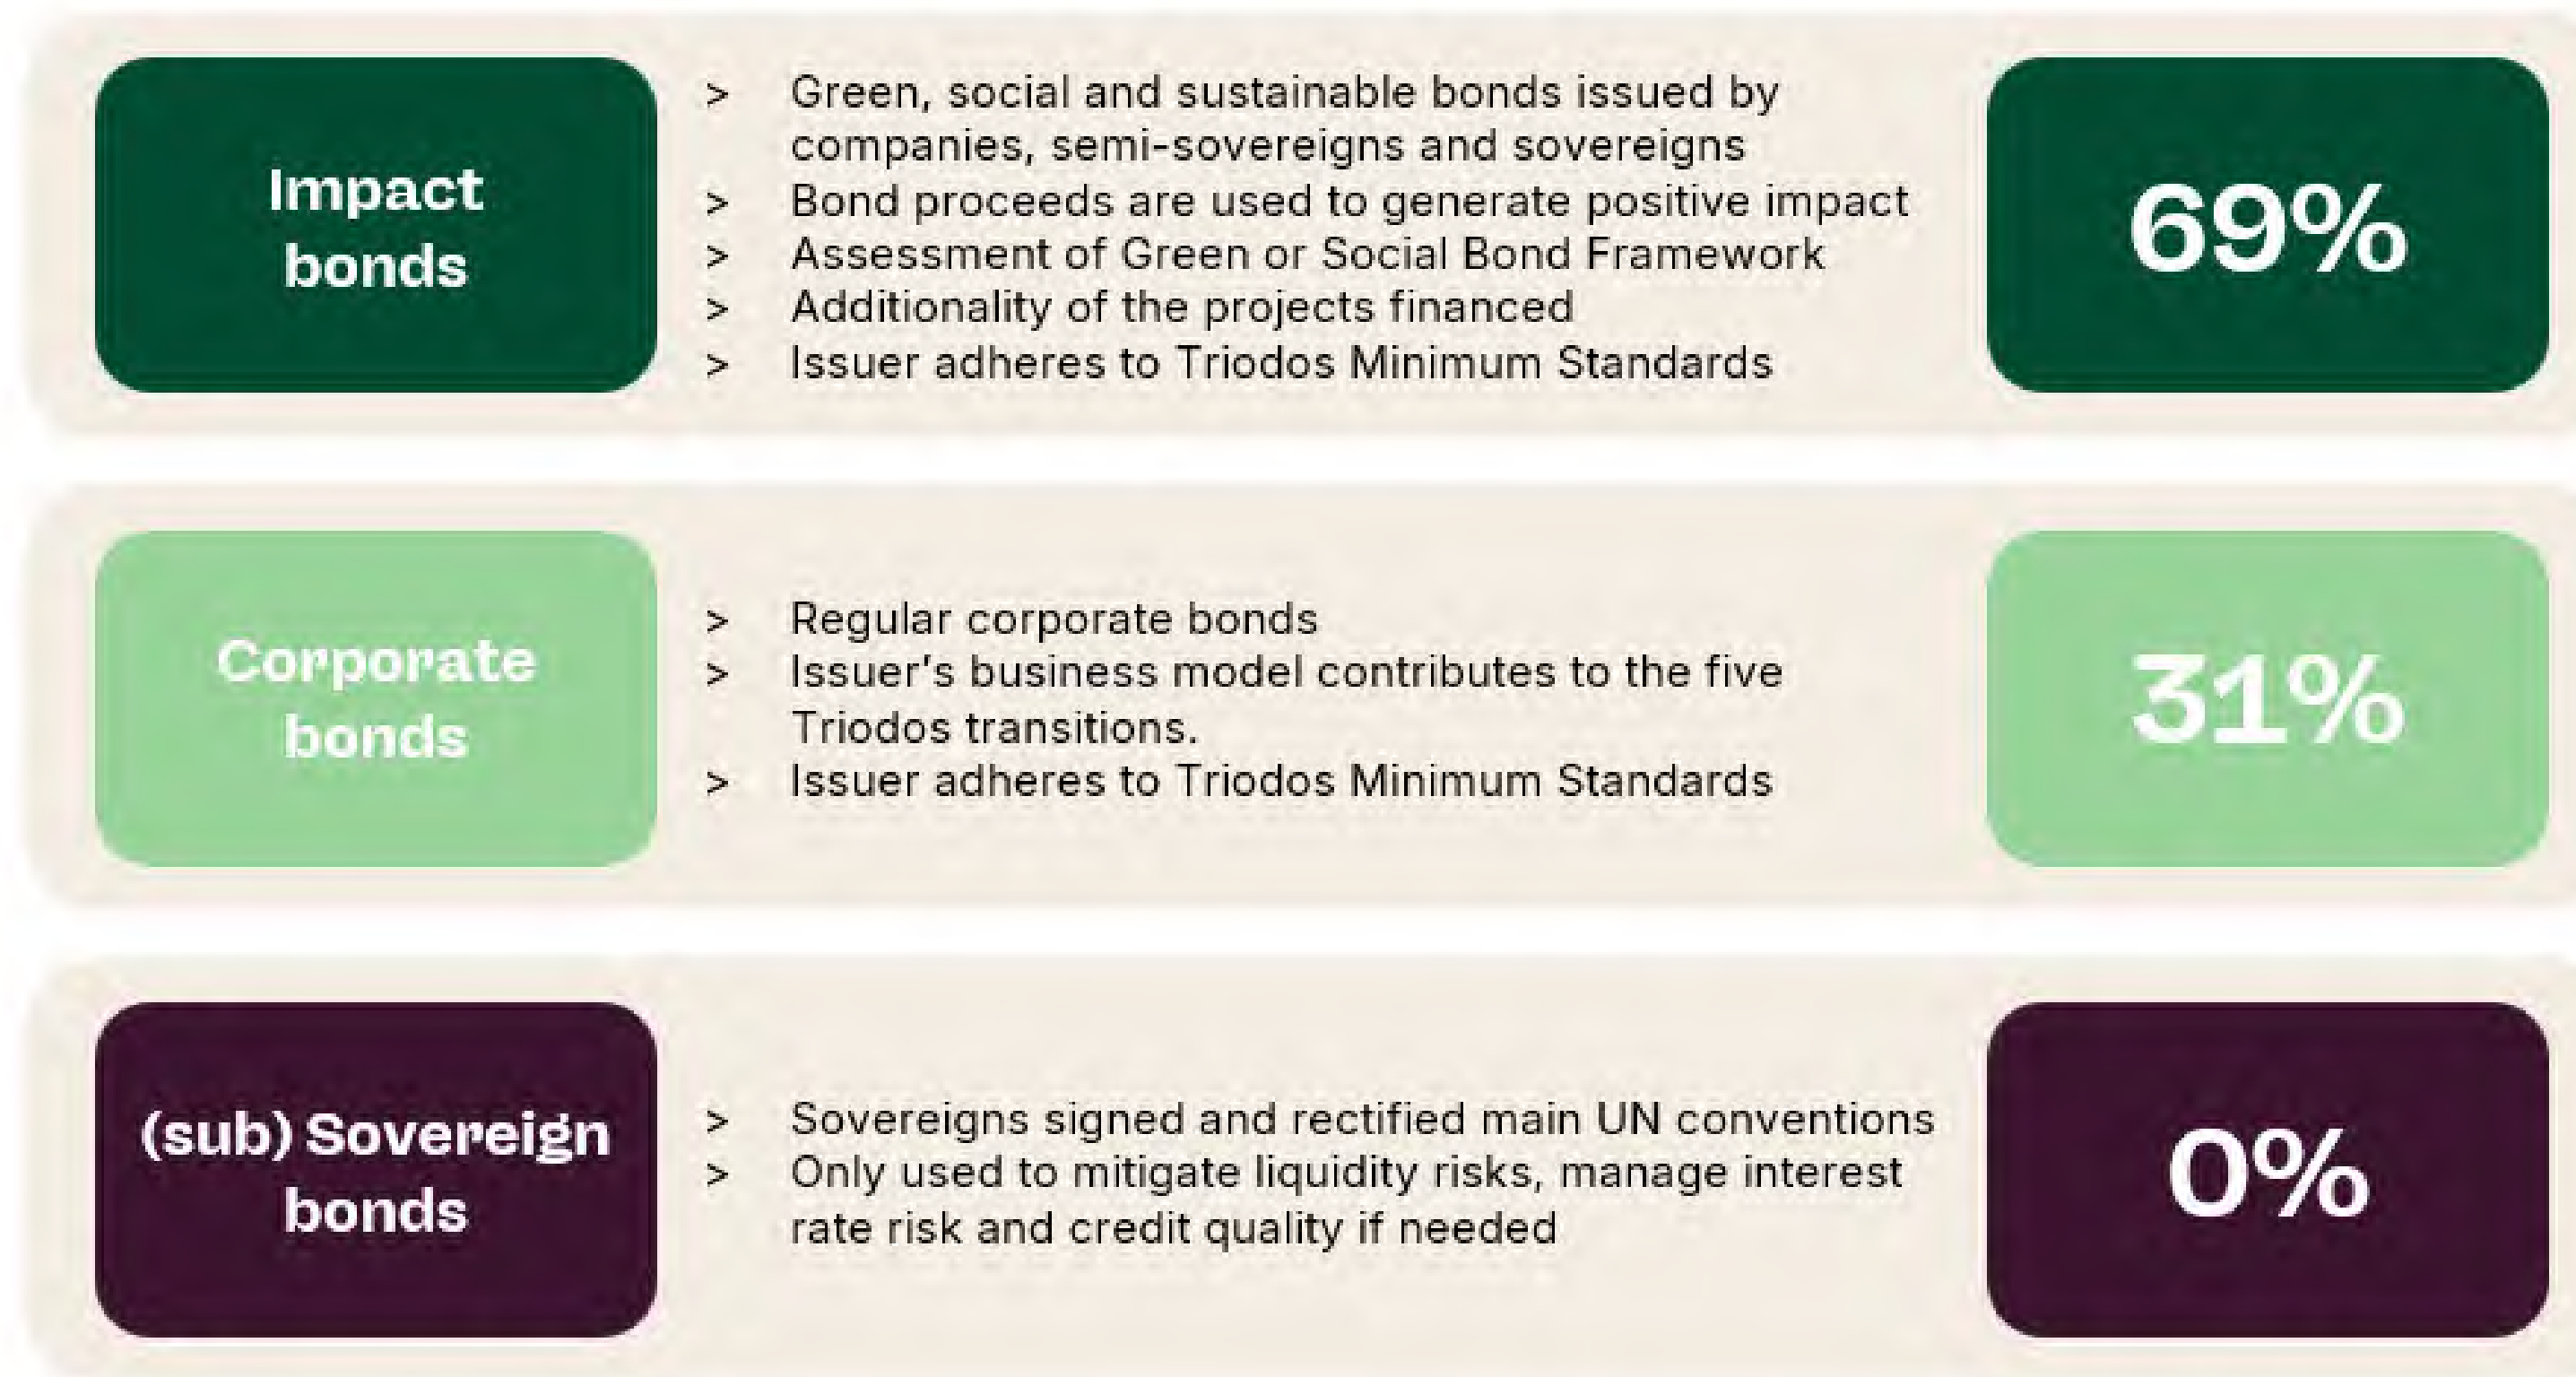 Impact
bonds
> Green, social and sustainable bonds issued by
companies, semi-sovereigns and sovereigns
> Bond proceeds are used to generate positive impact
> Assessment of Green or Social Bond Framework
> Additionality of the projects financed
> Issuer adheres to Triodos Minimum Standards
69%
Corporate
bonds
> Regular corporate bonds
> Issuer's business model contributes to the five
Triodos transitions.
> Issuer adheres to Triodos Minimum Standards
31%
(sub) Sovereign
bonds
> Sovereigns signed and rectified main UN conventions
> Only used to mitigate liquidity risks, manage interest
rate risk and credit quality if needed
0%